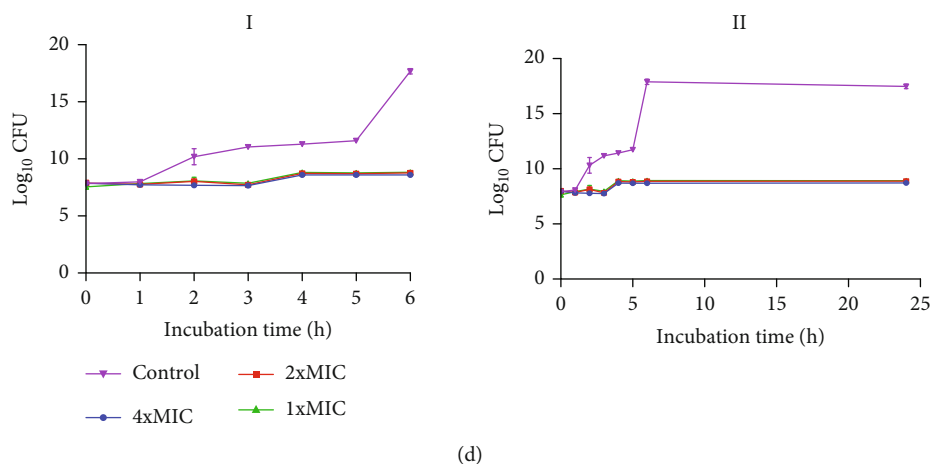 I
20
15
10
5
0
Log₁₀ CFU
0 1 2 3 4 5 6
Incubation time (h)
II
20
15
10
5
0
Log₁₀ CFU
0 5 10 15 20 25
Incubation time (h)
Control
2xMIC
4xMIC
1xMIC
(d)